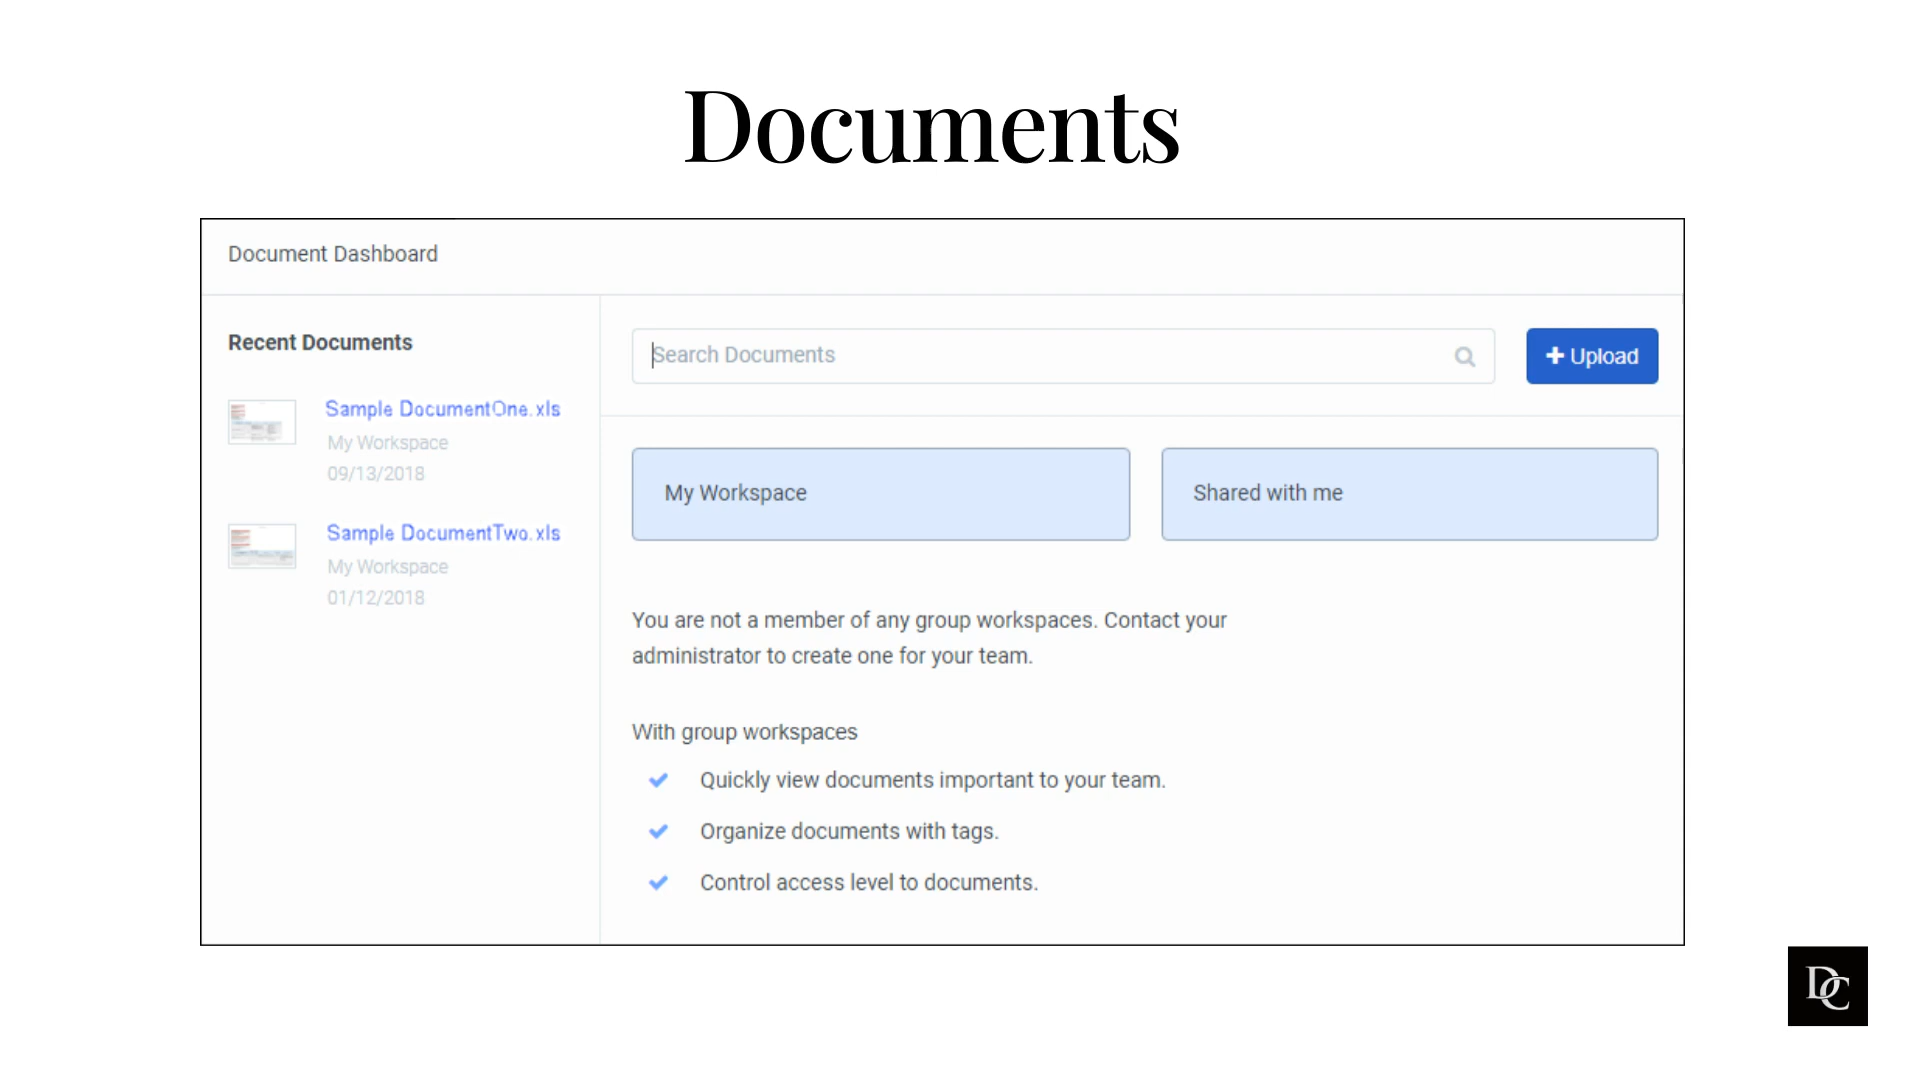 Documents
Document Dashboard
Recent Documents
Sample DocumentOne.xls
My Workspace
09/13/2018
Sample DocumentTwo.xls
My Workspace
01/12/2018
Search Documents
Upload
My Workspace
Shared with me
You are not a member of any group workspaces. Contact your
administrator to create one for your team.
With group workspaces
Quickly view documents important to your team.
Organize documents with tags.
Control access level to documents.
DC